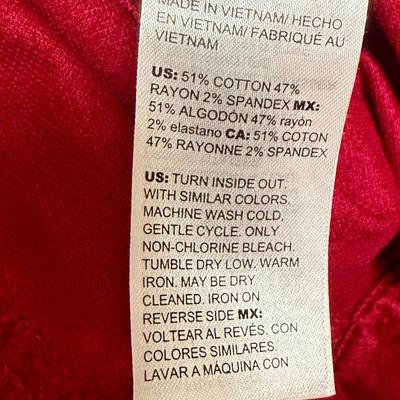 MADE IN VIETNAM/ HECHO
EN VIETNAM/ FABRIQUÉ AU
VIETNAM
US: 51% COTTON 47%
RAYON 2% SPANDEX MX:
51% ALGODÓN 47% rayón
2% elastano CA: 51% COTON
47% RAYONNE 2% SPANDEX
US: TURN INSIDE OUT.
WITH SIMILAR COLORS.
MACHINE WASH COLD,
GENTLE CYCLE. ONLY
NON-CHLORINE BLEACH.
TUMBLE DRY LOW. WARM
IRON. MAY BE DRY
CLEANED. IRON ON
REVERSE SIDE MX:
VOLTEAR AL REVÉS. CON
COLORES SIMILARES.
LAVAR A MÁQUINA CON